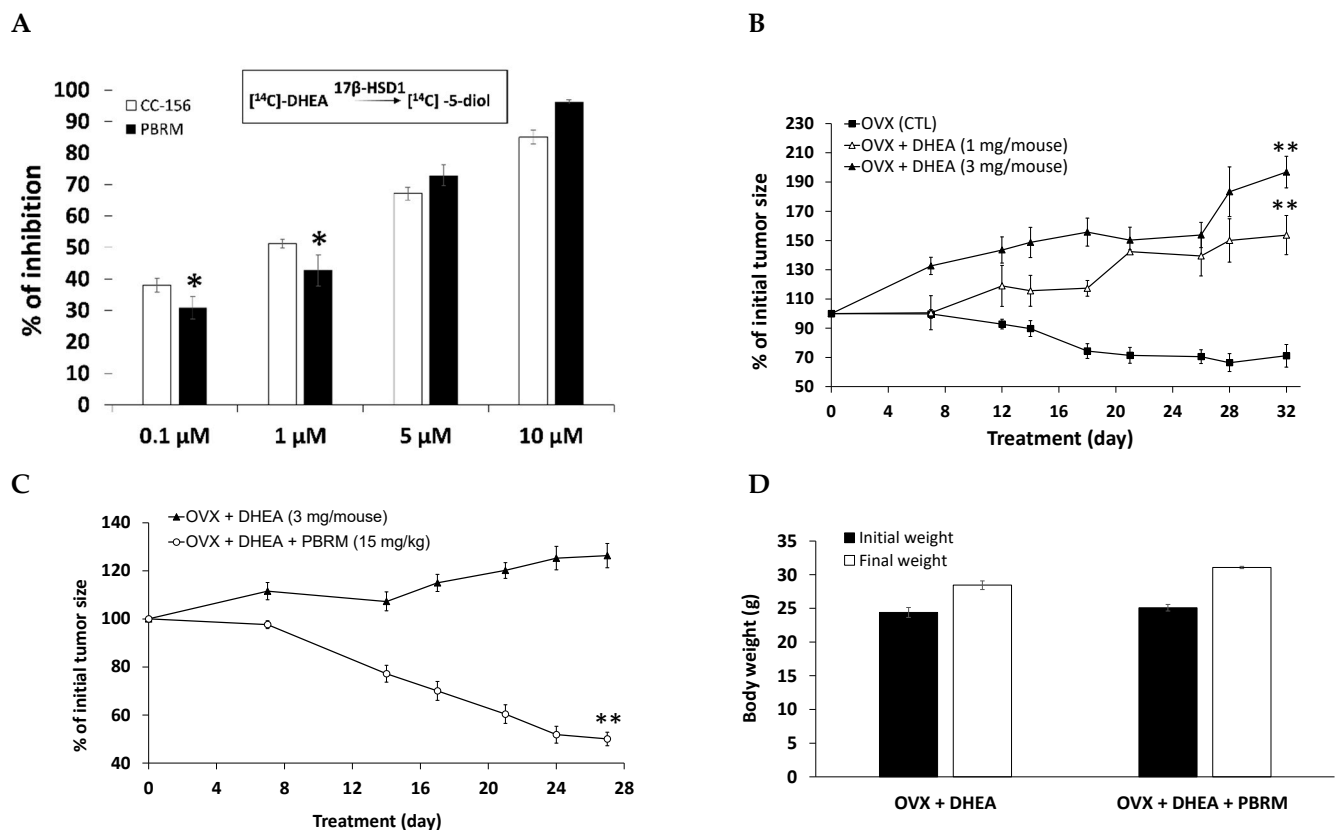 A
% of inhibition
100
90
80
70
60
50
40
30
20
10
0
CC-156
PBRM
[¹⁴C]-DHEA 17β-HSD1 [¹⁴C] -5-diol
*
*
0.1 µM 1 µM 5 µM 10 µM
B
% of initial tumor size
230
210
190
170
150
130
110
90
70
50
OVX (CTL)
OVX + DHEA (1 mg/mouse)
OVX + DHEA (3 mg/mouse)
**
**
0 4 8 12 16 20 24 28 32
Treatment (day)
C
% of initial tumor size
140
120
100
80
60
40
OVX + DHEA (3 mg/mouse)
OVX + DHEA + PBRM (15 mg/kg)
**
0 4 8 12 16 20 24 28
Treatment (day)
D
Body weight (g)
35
30
25
20
15
10
5
0
Initial weight
Final weight
OVX + DHEA OVX + DHEA + PBRM